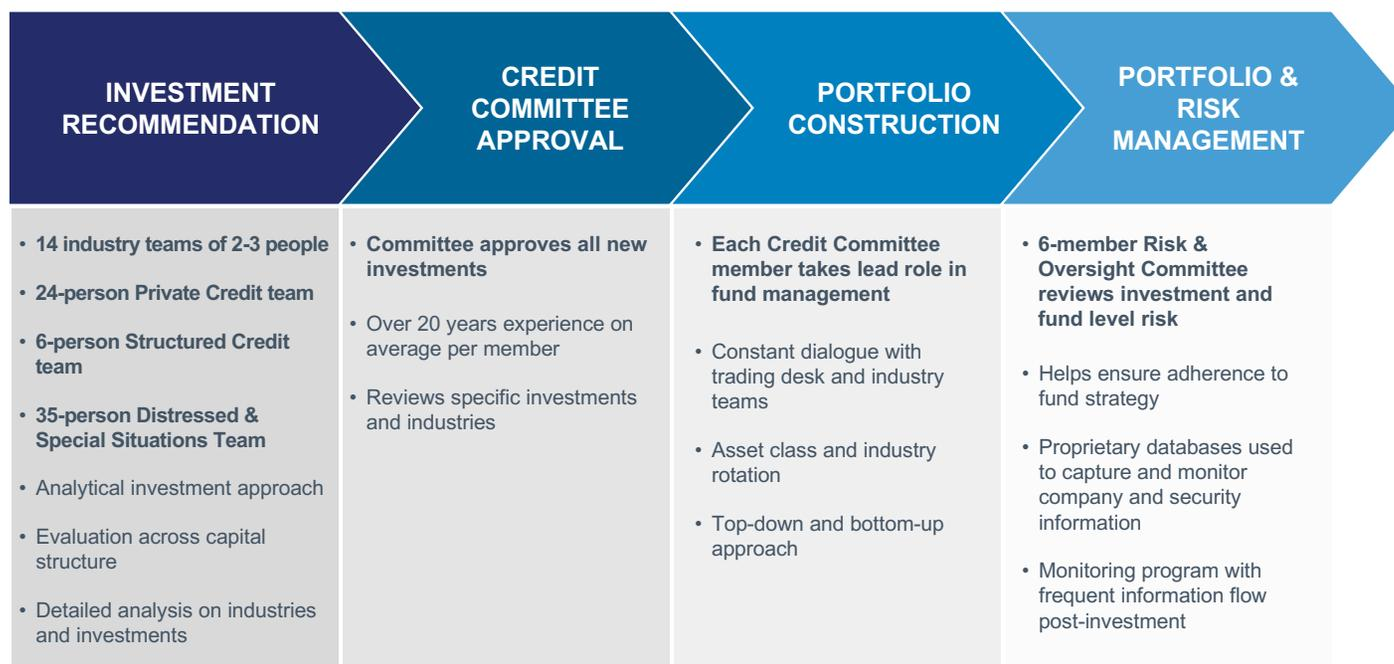 INVESTMENT
RECOMMENDATION
CREDIT
COMMITTEE
APPROVAL
PORTFOLIO
CONSTRUCTION
PORTFOLIO &
RISK
MANAGEMENT
• 14 industry teams of 2-3 people
• 24-person Private Credit team
• 6-person Structured Credit
team
• 35-person Distressed &
Special Situations Team
• Analytical investment approach
• Evaluation across capital
structure
• Detailed analysis on industries
and investments
• Committee approves all new
investments
• Over 20 years experience on
average per member
• Reviews specific investments
and industries
• Each Credit Committee
member takes lead role in
fund management
• Constant dialogue with
trading desk and industry
teams
• Asset class and industry
rotation
• Top-down and bottom-up
approach
• 6-member Risk &
Oversight Committee
reviews investment and
fund level risk
• Helps ensure adherence to
fund strategy
• Proprietary databases used
to capture and monitor
company and security
information
• Monitoring program with
frequent information flow
post-investment